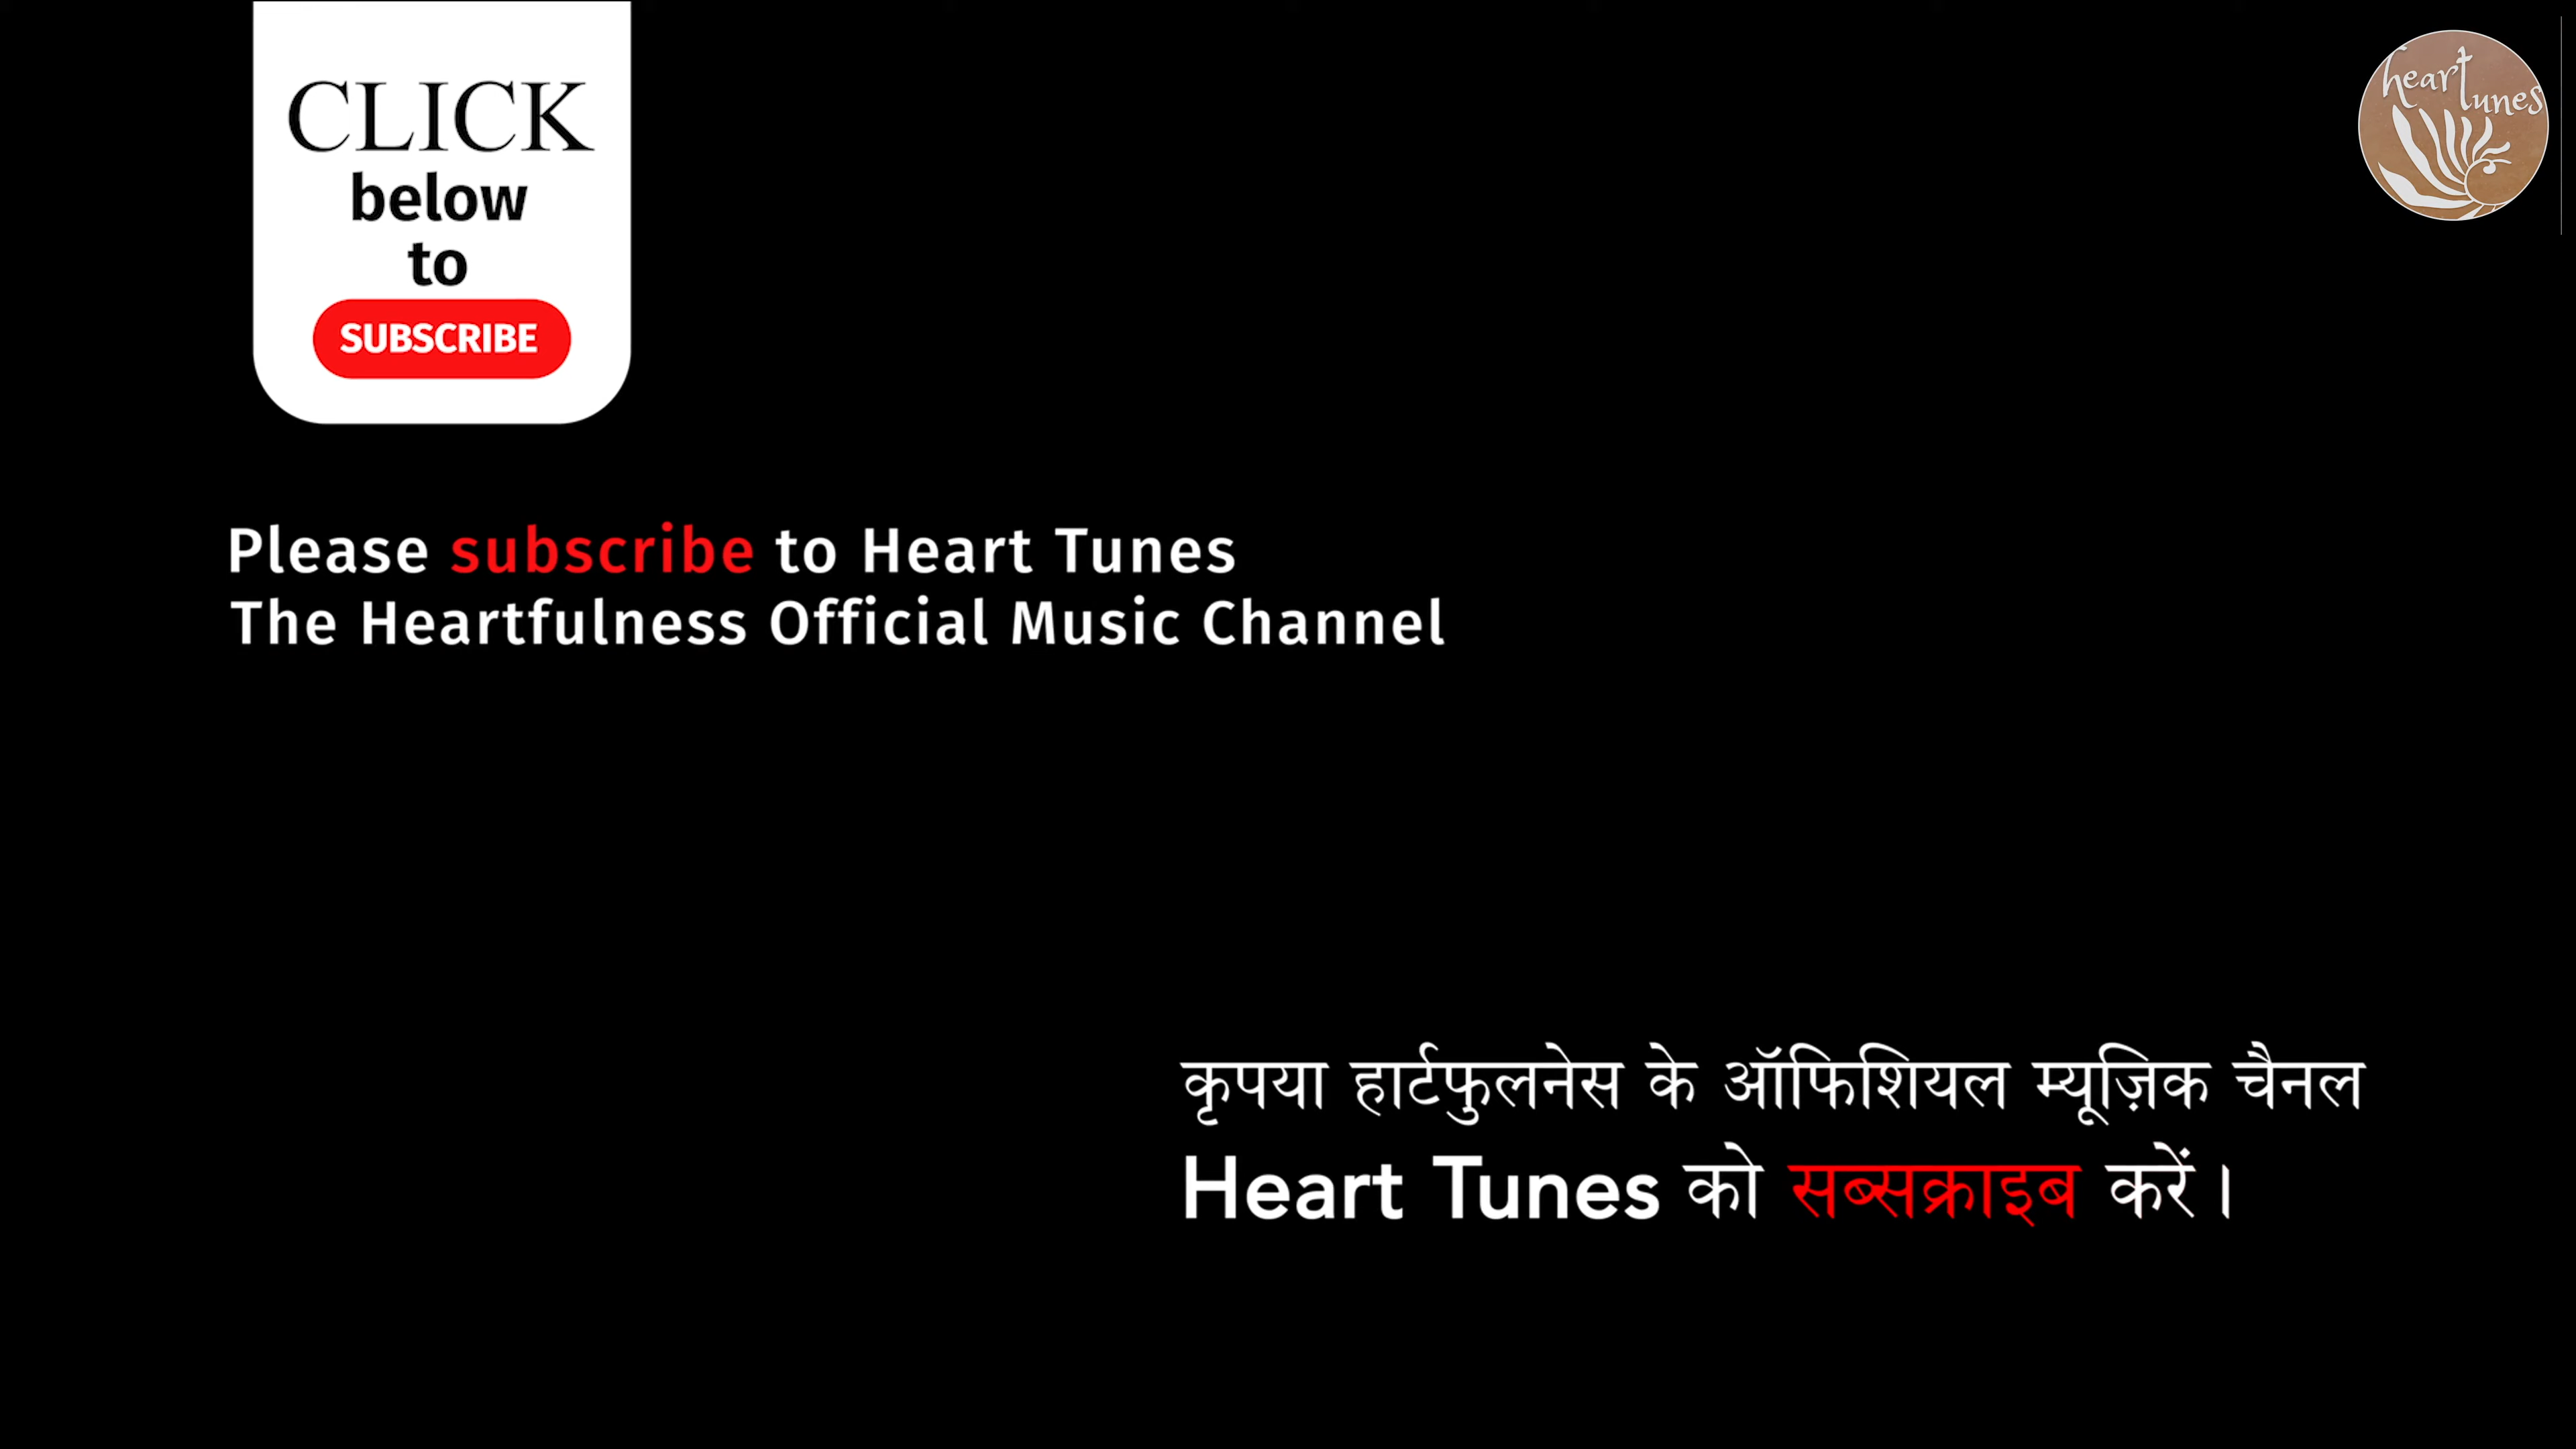 CLICK
below
to
SUBSCRIBE
heart
tunes
Please subscribe to Heart Tunes
The Heartfulness Official Music Channel
कृपया हार्टफुलनेस के ऑफिशियल म्यूज़िक चैनल
Heart Tunes को सब्सक्राइब करें।